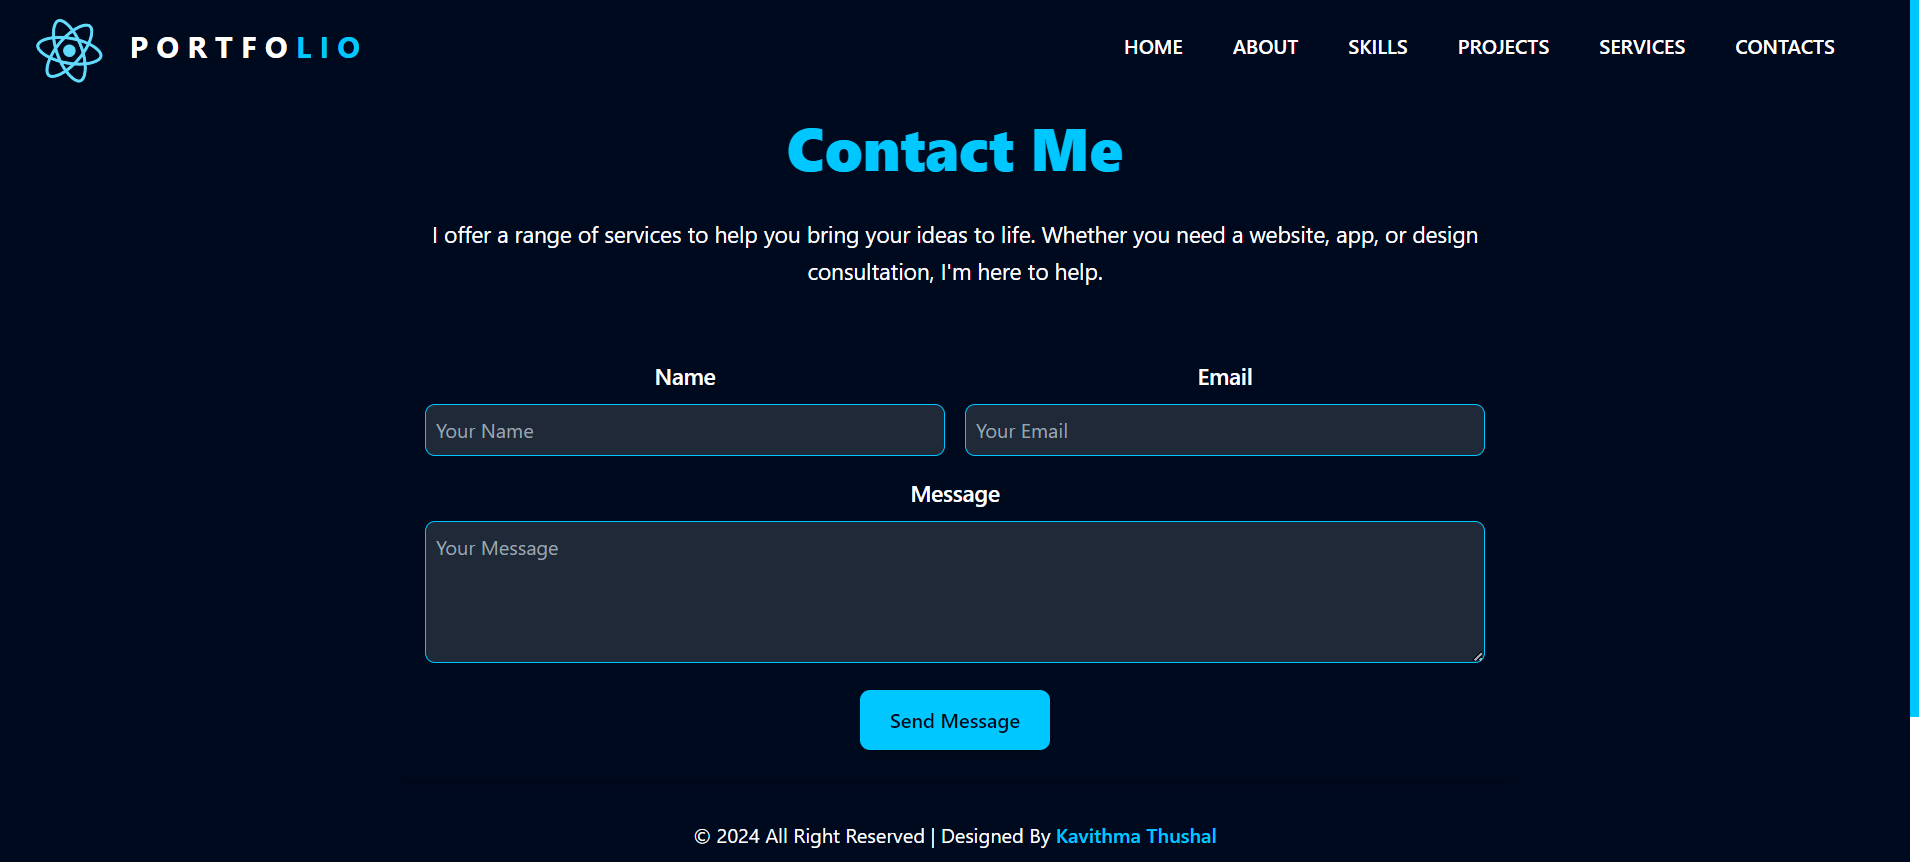 PORTFOLIO
HOME ABOUT SKILLS PROJECTS SERVICES CONTACTS
Contact Me
I offer a range of services to help you bring your ideas to life. Whether you need a website, app, or design
consultation, I'm here to help.
Name Email
Your Name Your Email
Message
Your Message
Send Message
© 2024 All Right Reserved | Designed By Kavithma Thushal